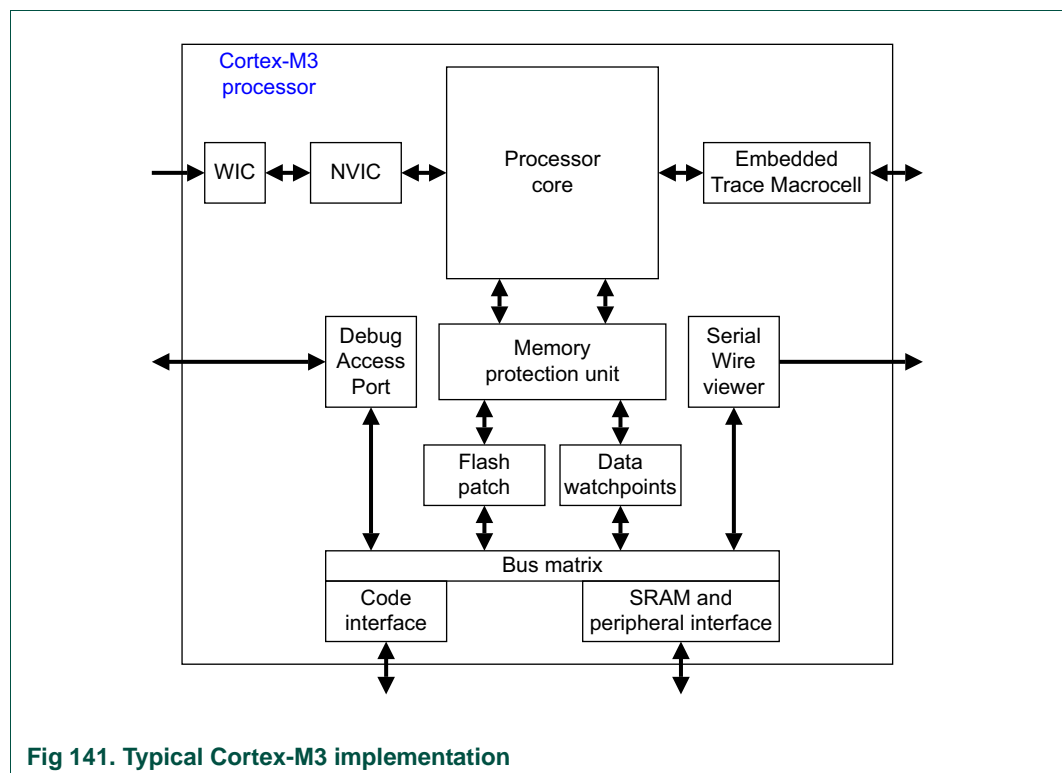 Cortex-M3
processor
WIC
NVIC
Processor
core
Embedded
Trace Macrocell
Debug
Access
Port
Memory
protection unit
Serial
Wire
viewer
Flash
patch
Data
watchpoints
Bus matrix
Code
interface
SRAM and
peripheral interface
Fig 141. Typical Cortex-M3 implementation